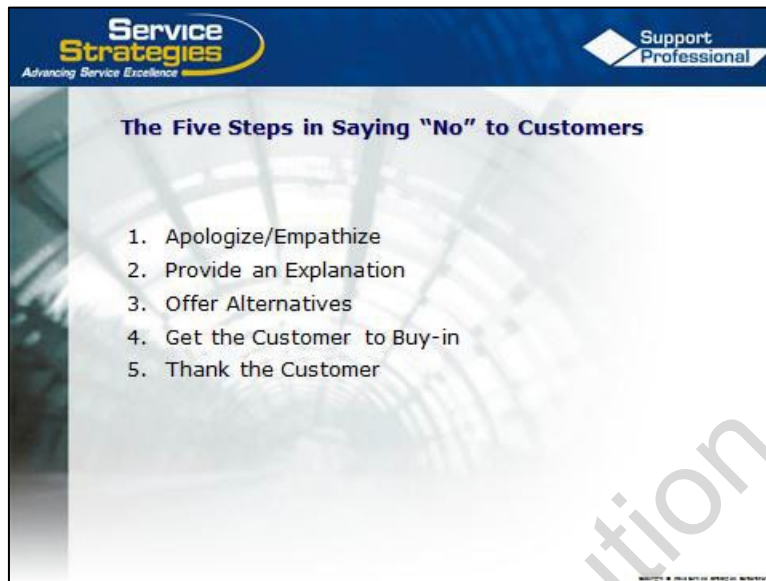 Service
Strategies
Advancing Service Excellence
Support
Professional
The Five Steps in Saying “No” to Customers
1. Apologize/Empathize
2. Provide an Explanation
3. Offer Alternatives
4. Get the Customer to Buy-in
5. Thank the Customer